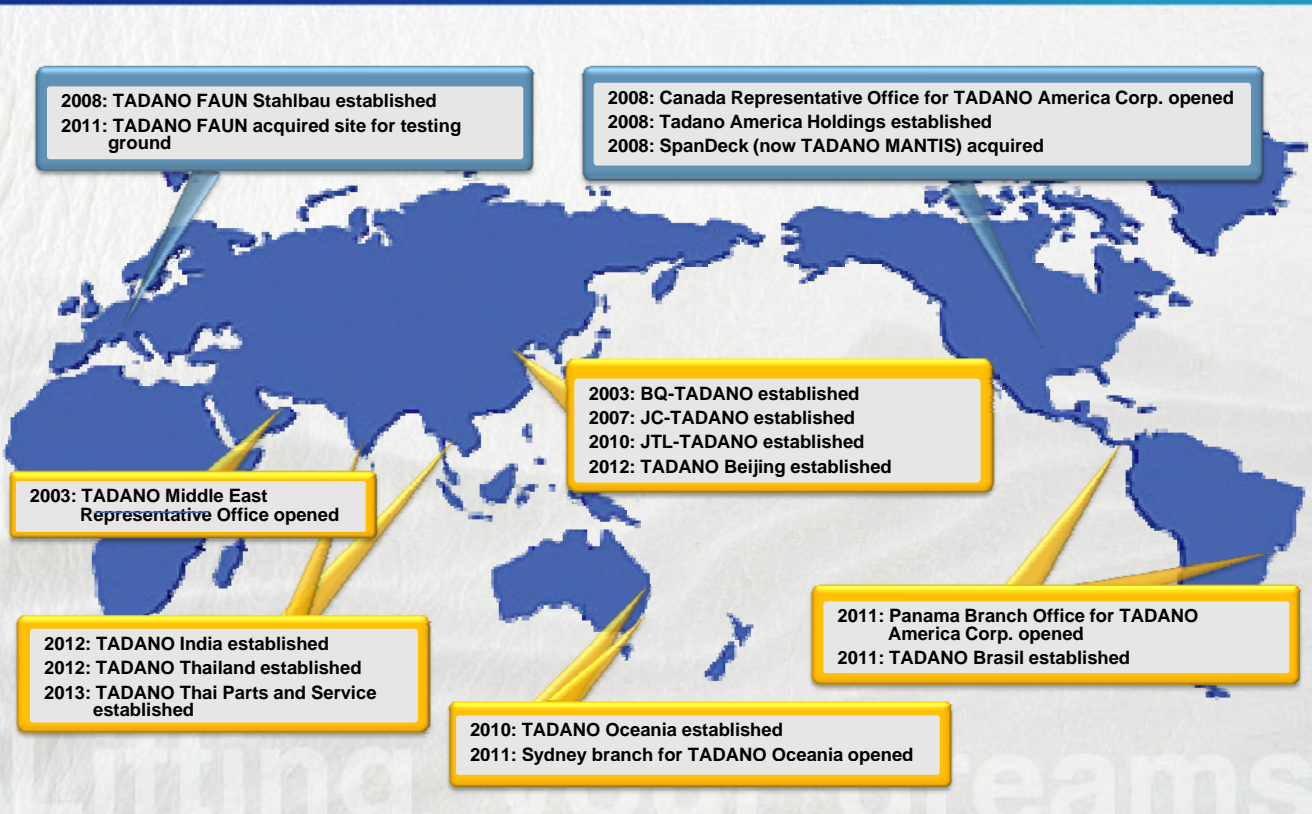 2008: TADANO FAUN Stahlbau established
2011: TADANO FAUN acquired site for testing
ground
2008: Canada Representative Office for TADANO America Corp. opened
2008: Tadano America Holdings established
2008: SpanDeck (now TADANO MANTIS) acquired
2003: BQ-TADANO established
2007: JC-TADANO established
2010: JTL-TADANO established
2012: TADANO Beijing established
2003: TADANO Middle East
Representative Office opened
2012: TADANO India established
2012: TADANO Thailand established
2013: TADANO Thai Parts and Service
established
2010: TADANO Oceania established
2011: Sydney branch for TADANO Oceania opened
2011: Panama Branch Office for TADANO
America Corp. opened
2011: TADANO Brasil established
Lifting your dreams